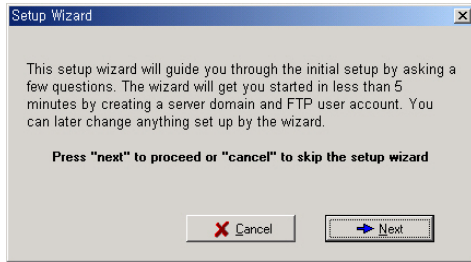 Setup Wizard
This setup wizard will guide you through the initial setup by asking a
few questions. The wizard will get you started in less than 5
minutes by creating a server domain and FTP user account. You
can later change anything set up by the wizard.
Press "next" to proceed or "cancel" to skip the setup wizard
Cancel
Next